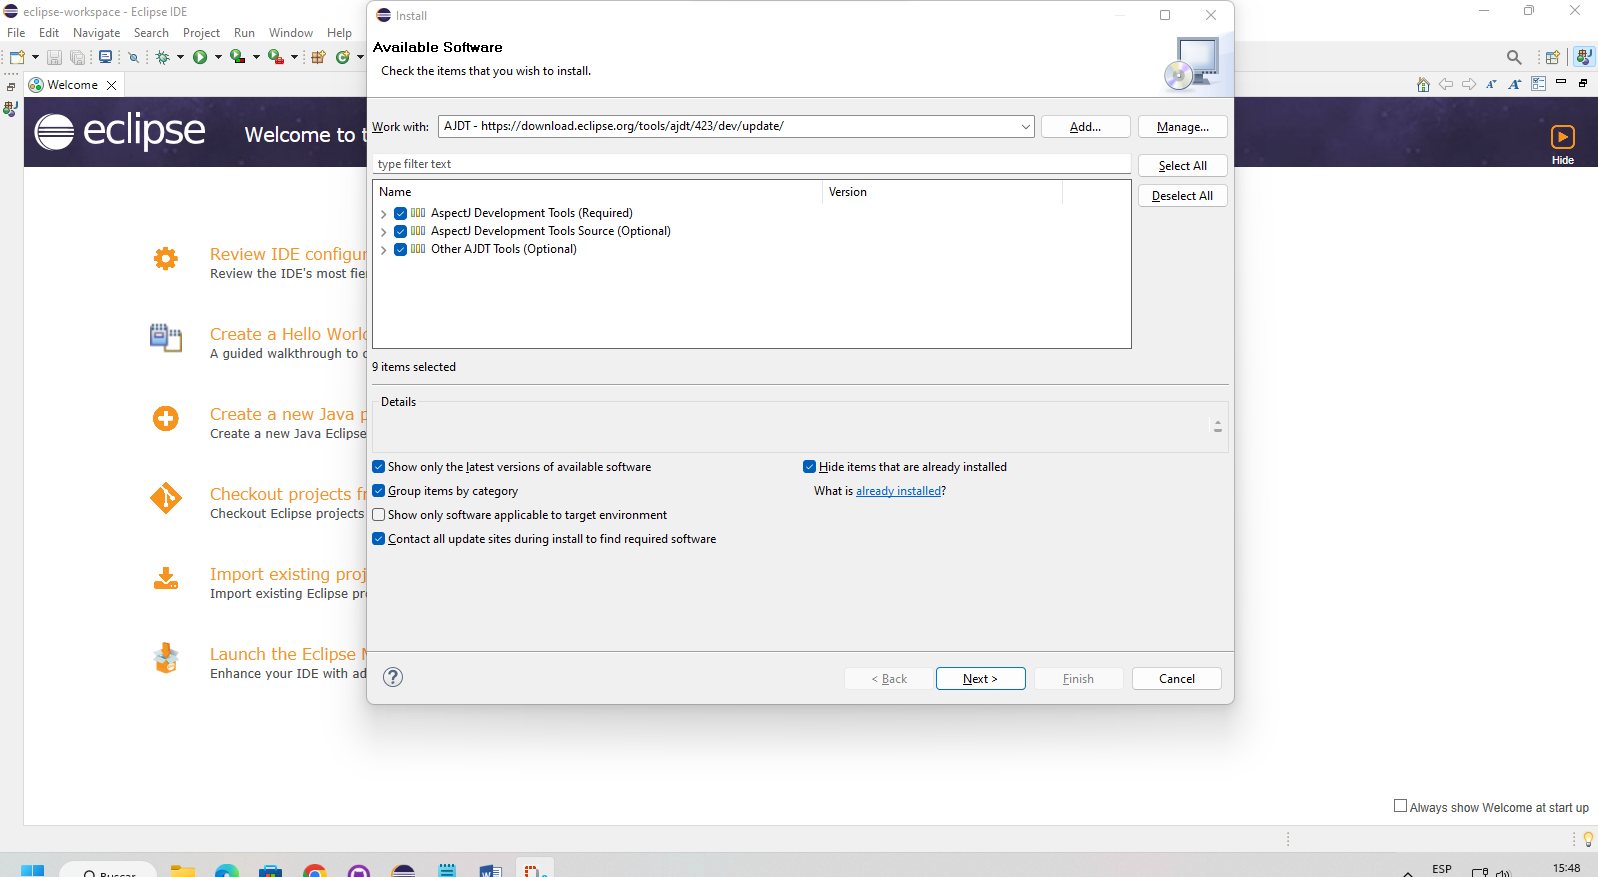 eclipse-workspace - Eclipse IDE
File Edit Navigate Search Project Run Window Help
Welcome
eclipse
Welcome to t
Hide
Review IDE configur
Review the IDE's most fie
Create a Hello World
A guided walkthrough to c
Create a new Java p
Create a new Java Eclipse
Checkout projects fr
Checkout Eclipse projects
Import existing proj
Import existing Eclipse pr
Launch the Eclipse M
Enhance your IDE with ad
Install
Available Software
Check the items that you wish to install.
Work with: AJDT - https://download.eclipse.org/tools/ajdt/423/dev/update/ Add... Manage...
type filter text
Select All
Deselect All
Name Version
AspectJ Development Tools (Required)
AspectJ Development Tools Source (Optional)
Other AJDT Tools (Optional)
9 items selected
Details
Show only the latest versions of available software
Hide items that are already installed
Group items by category
What is already installed?
Show only software applicable to target environment
Contact all update sites during install to find required software
< Back Next > Finish Cancel
Always show Welcome at start up
Buscar
ESP
15:48